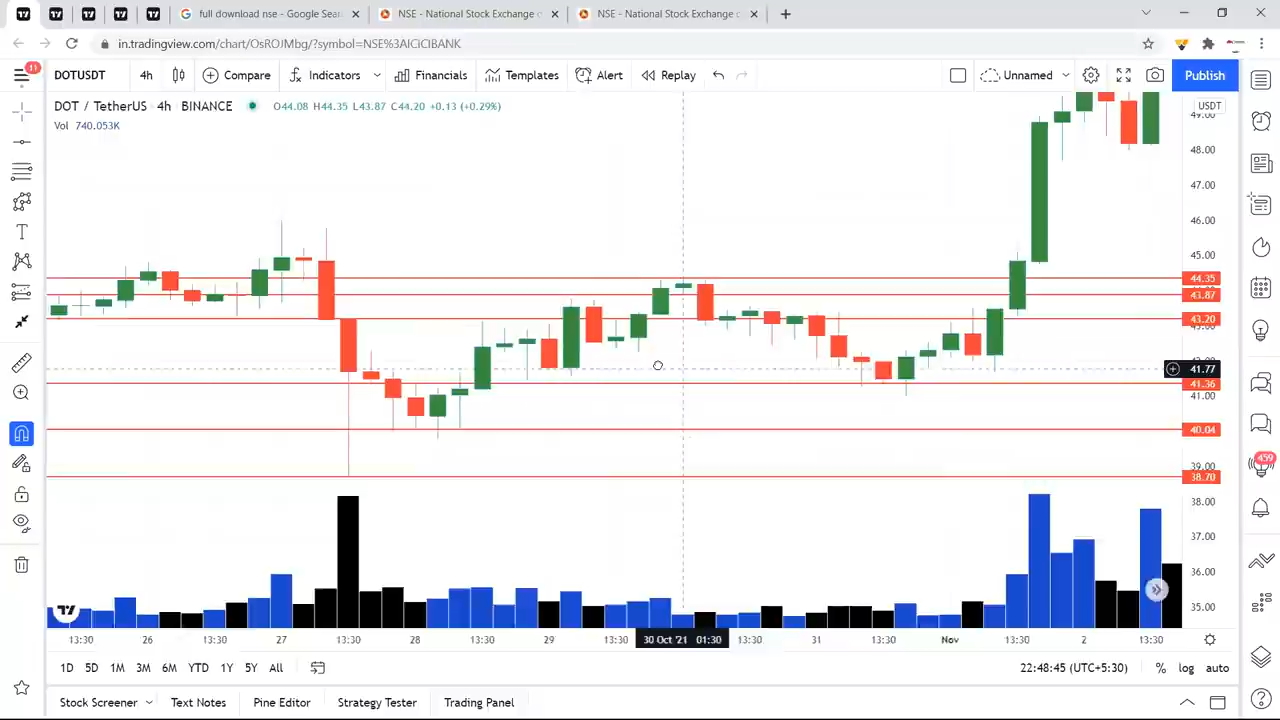 full download nse - Google Sear
NSE - National Stock Exchange o
NSE - National Stock Exchange o
in.tradingview.com/chart/OsROJMbg/?symbol=NSE%3AICICIBANK
11
DOTUSDT
4h
Compare
Indicators
Financials
Templates
Alert
Replay
Unnamed
Publish
DOT / TetherUS 4h BINANCE
O44.08 H44.35 L43.87 C44.20 +0.13 (+0.29%)
USDT
Vol 740.053K
49.00
48.00
47.00
46.00
45.00
44.35
43.87
43.20
41.77
41.36
41.00
40.04
39.00
38.70
38.00
37.00
36.00
35.00
459
13:30
26
13:30
27
13:30
28
13:30
29
13:30
30 Oct '21 01:30
13:30
31
13:30
Nov
13:30
2
13:30
1D 5D 1M 3M 6M YTD 1Y 5Y All
22:48:45 (UTC+5:30)
%
log
auto
Stock Screener
Text Notes
Pine Editor
Strategy Tester
Trading Panel